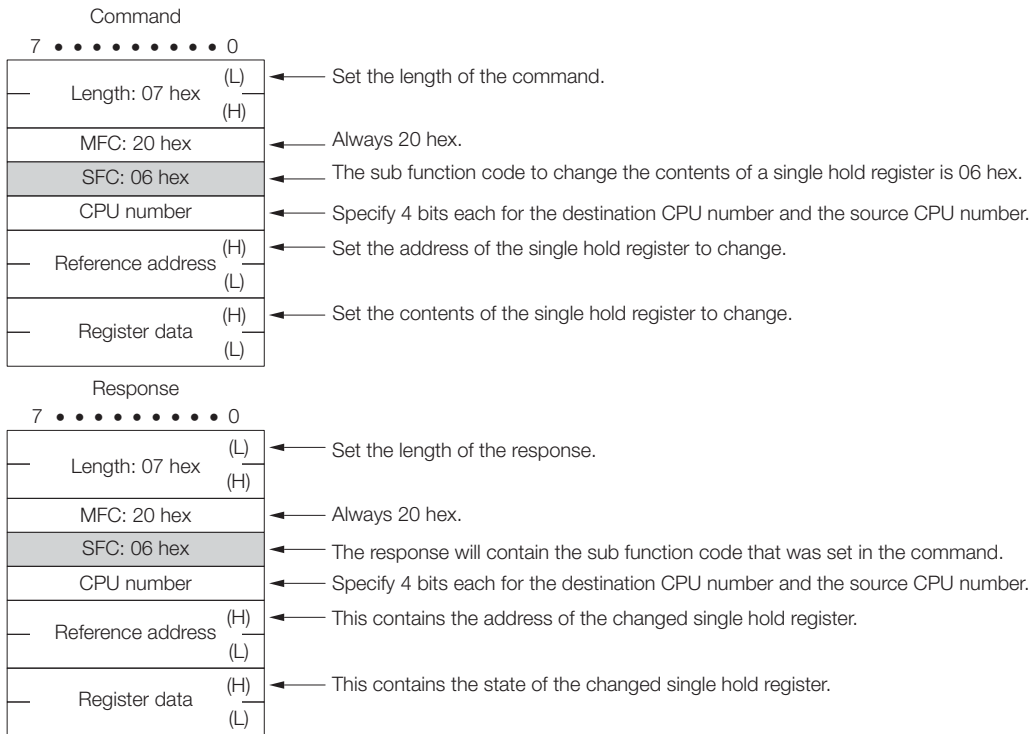 Command
7 • • • • • • • • • 0
Length: 07 hex (L) (H) Set the length of the command.
MFC: 20 hex Always 20 hex.
SFC: 06 hex The sub function code to change the contents of a single hold register is 06 hex.
CPU number Specify 4 bits each for the destination CPU number and the source CPU number.
Reference address (H) (L) Set the address of the single hold register to change.
Register data (H) (L) Set the contents of the single hold register to change.
Response
7 • • • • • • • • • 0
Length: 07 hex (L) (H) Set the length of the response.
MFC: 20 hex Always 20 hex.
SFC: 06 hex The response will contain the sub function code that was set in the command.
CPU number Specify 4 bits each for the destination CPU number and the source CPU number.
Reference address (H) (L) This contains the address of the changed single hold register.
Register data (H) (L) This contains the state of the changed single hold register.